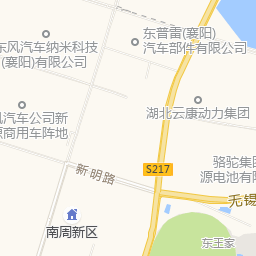 东普雷(襄阳)
汽车部件有限公司
东风汽车纳米科技
(襄阳)有限公司
湖北云康动力集团
汽车公司新
商用车阵地
S217
新明路
骆驼集团
源电池有限
无锡
南周新区
东王家